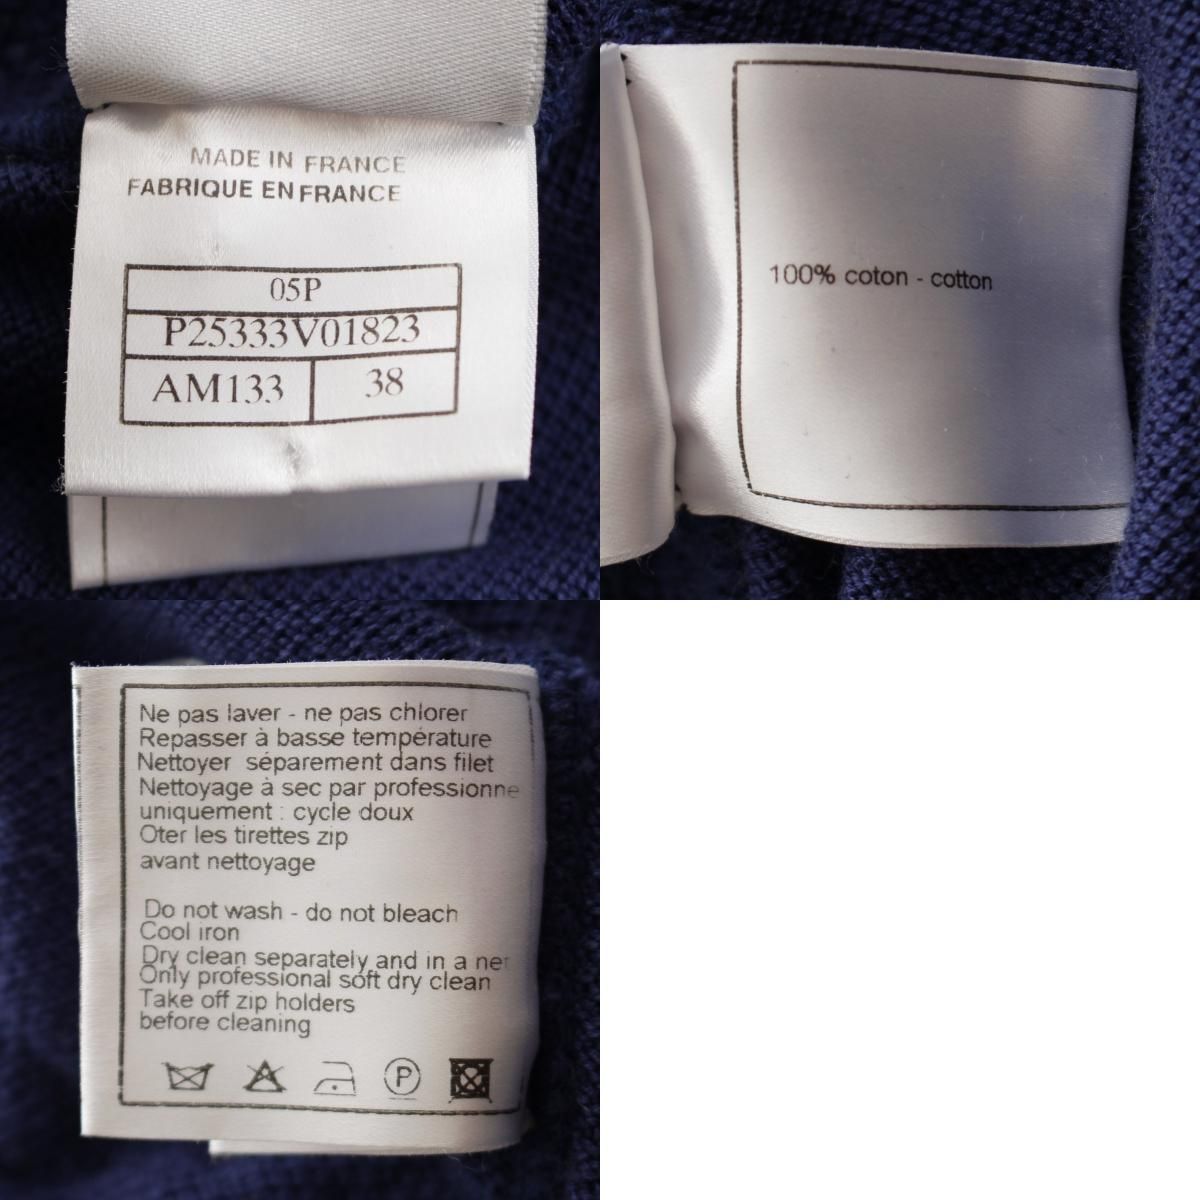 MADE IN FRANCE
FABRIQUE EN FRANCE
05P
P25333V01823
AM133 38
100% coton - cotton
Ne pas laver - ne pas chlorer
Repasser à basse température
Nettoyer séparement dans filet
Nettoyage à sec par professionne
uniquement : cycle doux
Oter les tirettes zip
avant nettoyage
Do not wash - do not bleach
Cool iron
Dry clean separately and in a net
Only professional soft dry clean
Take off zip holders
before cleaning
P